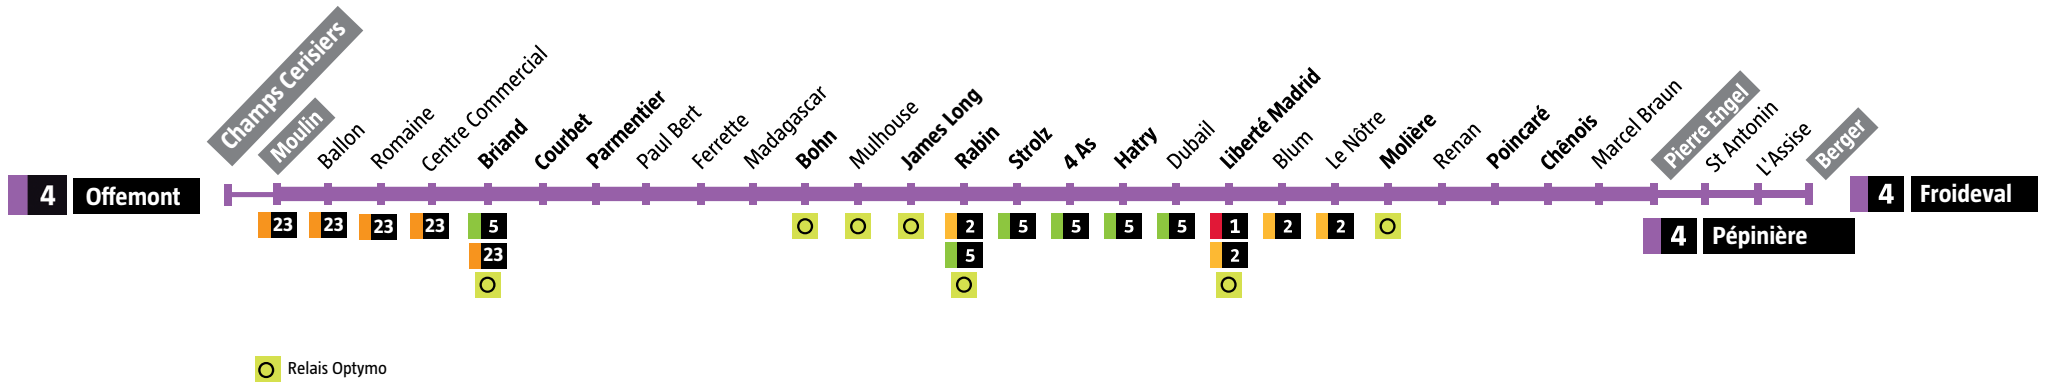 4 Offemont
Champs Cerisiers
Moulin
Ballon
Romaine
Centre Commercial
Briand
Courbet
Parmentier
Paul Bert
Ferrette
Madagascar
Bohn
Mulhouse
James Long
Rabin
Strolz
4 As
Hatry
Dubail
Liberté Madrid
Blum
Le Nôtre
Molière
Renan
Poincaré
Chênois
Marcel Braun
Pierre Engel
St Antonin
L'Assise
Berger
4 Froideval
4 Pépinière
23
23
23
23
5
23
2
5
5
5
5
5
1
2
2
2
Relais Optymo